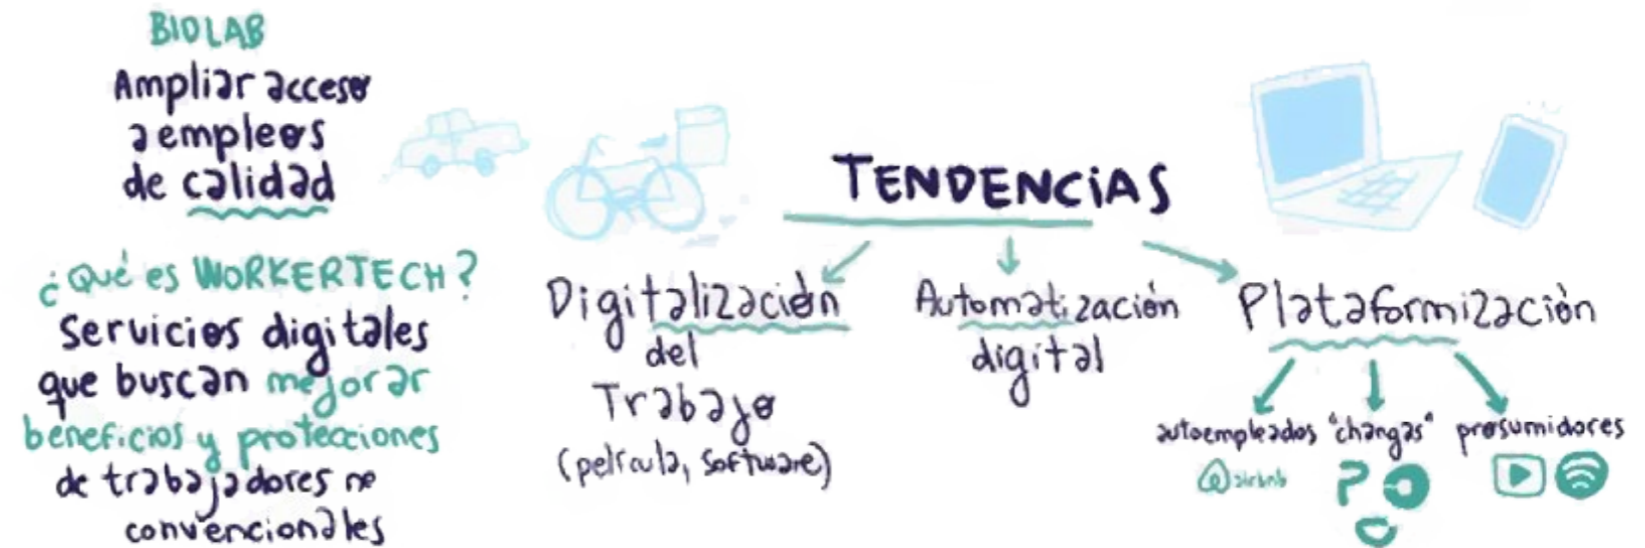 BIDLAB
Ampliar acceso
a empleos
de calidad
¿Qué es WORKERTECH?
Servicios digitales
que buscan mejorar
beneficios y protecciones
de trabajadores no
convencionales
TENDENCIAS
Digitalización
del
Trabajo
(película, software)
Automatización
digital
Plataformización
autoempleados
airbnb
"changas"
prosumidores